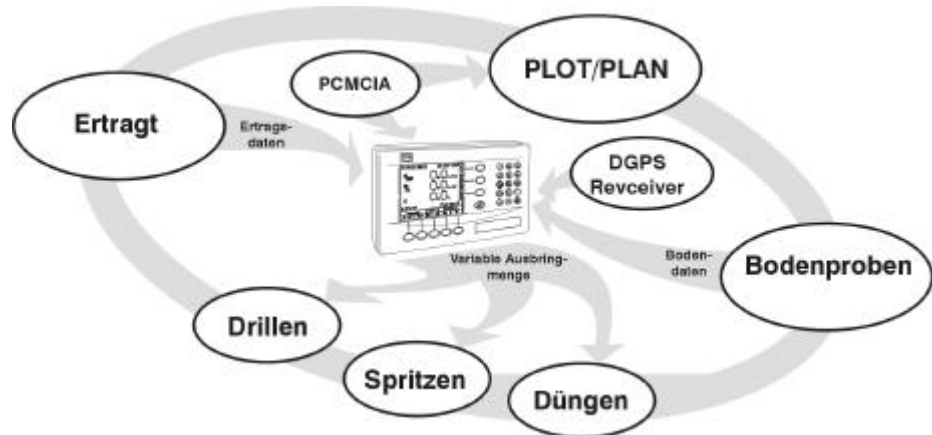 PLOT/PLAN
PCMCIA
Ertragt
Ertrags-
daten
DGPS
Revceiver
Variable Ausbring-
menge
Boden-
daten
Bodenproben
Drillen
Spritzen
Düngen